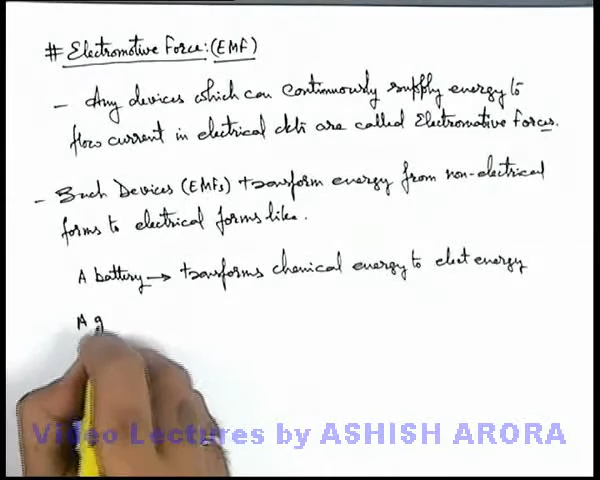 # Electromotive Force: (EMF)
- Any devices which can continuously supply energy to
flow current in electrical ckts are called Electromotive Forces.
- Such Devices (EMFs) transform energy from non-electrical
forms to electrical forms like.
A battery → transforms chemical energy to elect energy
A g
Video Lectures by ASHISH ARORA